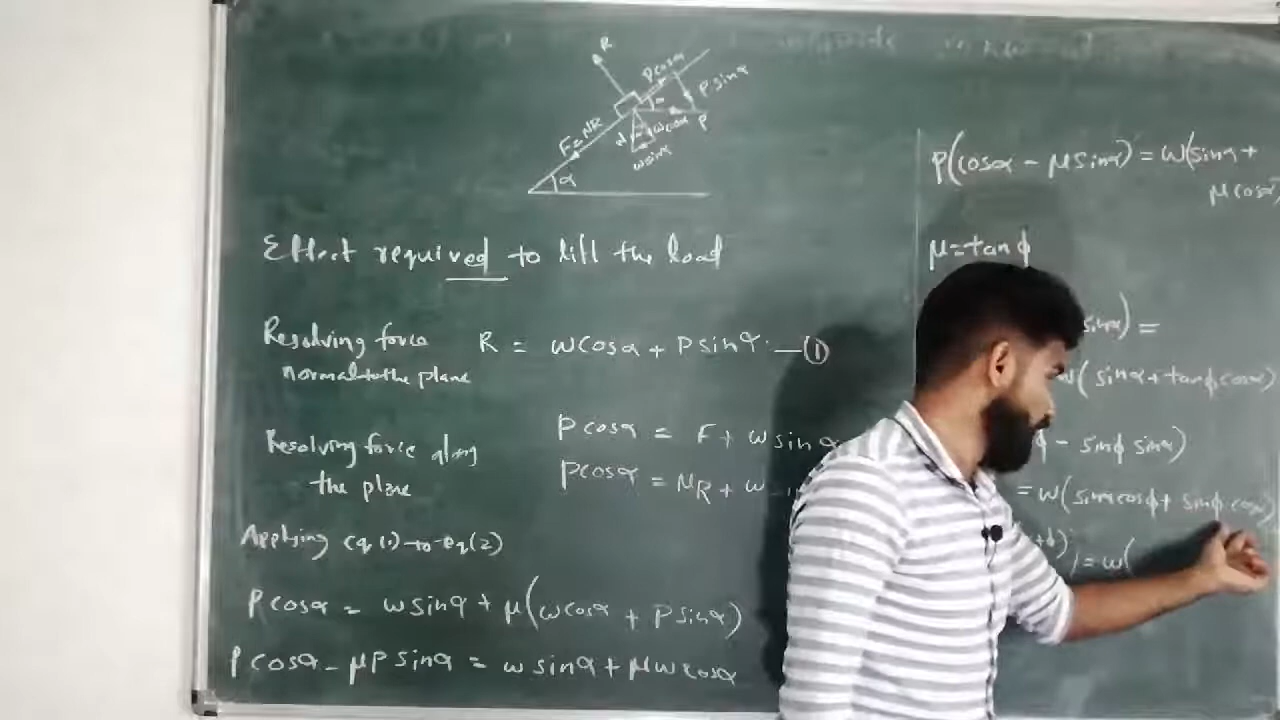 R
Pcosα
Psinα
P
F=μR
wcosα
wsinα
α
Effort required to lift the load
Resolving force
normal to the plane
R = wcosα + Psinα —(1)
Resolving force along
the plane
Pcosα = F + wsinα
Pcosα = μR + w
Applying eq(1) to eq(2)
Pcosα = wsinα + μ(wcosα + Psinα)
Pcosα - μPsinα = wsinα + μwcosα
P(cosα - μsinα) = w(sinα +
μcosα
μ=tanϕ
sinα) =
w(sinα+tanϕcosα)
ϕ - sinϕ sinα)
= w(sinαcosϕ + sinϕ cosα)
+ϕ) ) = w(